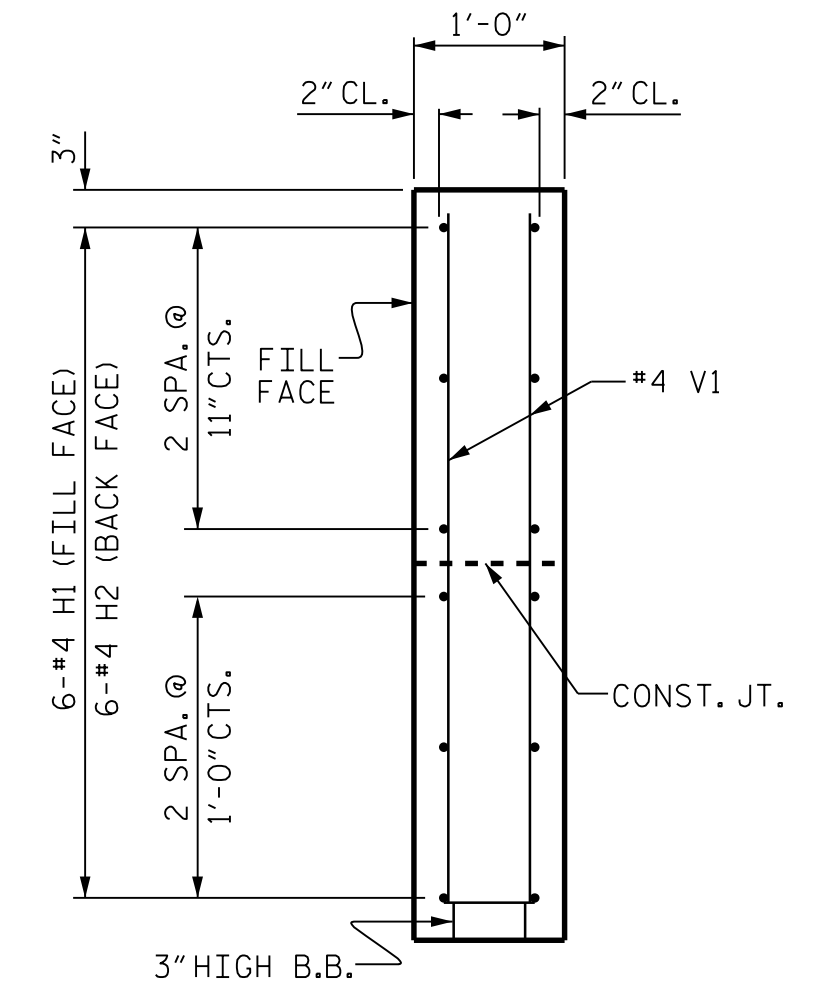 1'-0"
2" CL.
2" CL.
3"
6-#4 H1 (FILL FACE)
6-#4 H2 (BACK FACE)
2 SPA. @
11" CTS.
FILL
FACE
#4 V1
2 SPA. @
1'-0" CTS.
CONST. JT.
3" HIGH B.B.